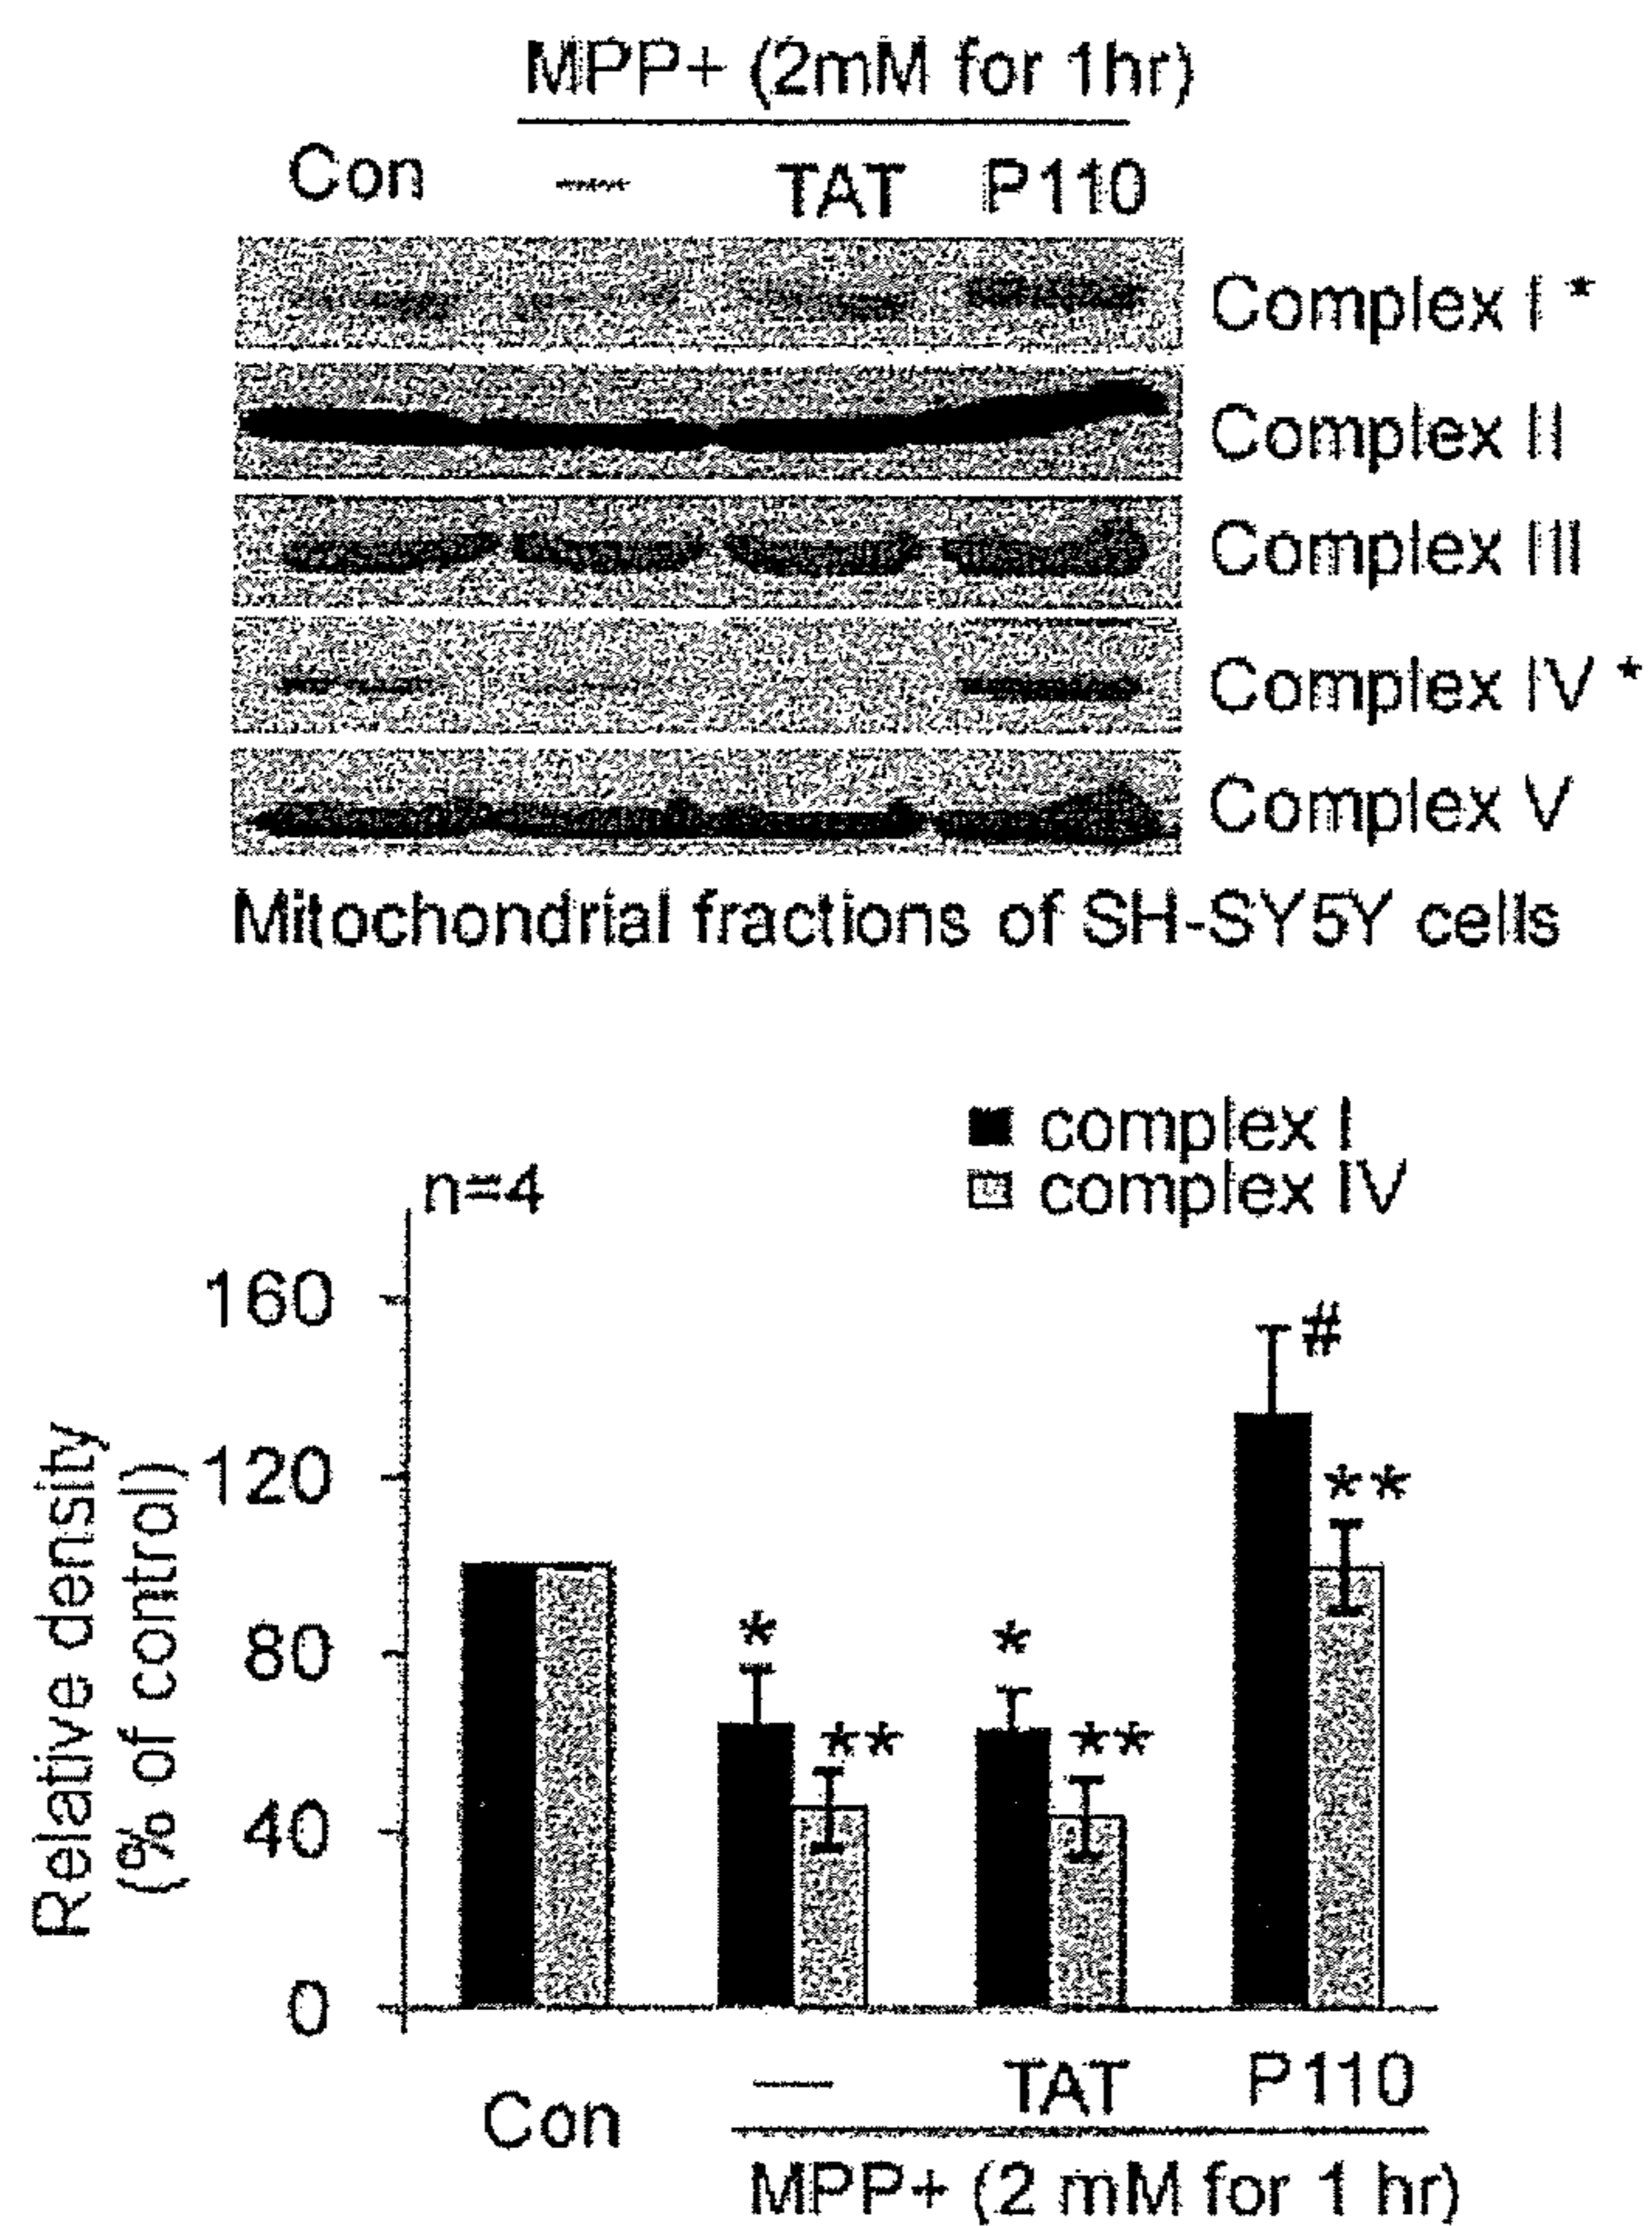 MPP+ (2mM for 1hr)
Con — TAT P110
Complex I *
Complex II
Complex III
Complex IV *
Complex V
Mitochondrial fractions of SH-SY5Y cells
complex I
complex IV
n=4
160
120
80
40
0
Relative density
(% of control)
#
**
*
**
*
**
Con — TAT P110
MPP+ (2 mM for 1 hr)